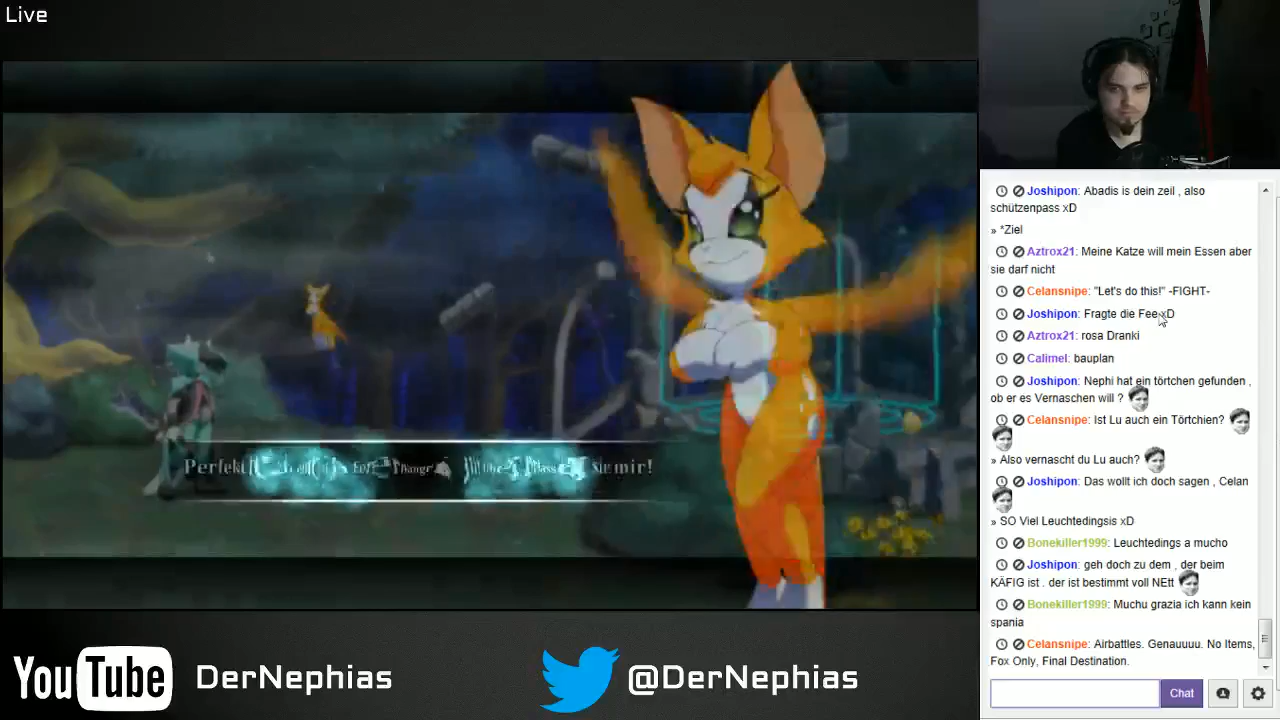 Live
Perfekt
Sie mir!
Joshipon: Abadis is dein zeil , also
schützenpass xD
» *Ziel
Aztrox21: Meine Katze will mein Essen aber
sie darf nicht
Celansnipe: "Let's do this!" -FIGHT-
Joshipon: Fragte die Fee xD
Aztrox21: rosa Dranki
Calimel: bauplan
Joshipon: Nephi hat ein törtchen gefunden ,
ob er es Vernaschen will ?
Celansnipe: Ist Lu auch ein Törtchen?
» Also vernascht du Lu auch?
Joshipon: Das wollt ich doch sagen , Celan
» SO Viel Leuchtedingsis xD
Bonekiller1999: Leuchtedings a mucho
Joshipon: geh doch zu dem , der beim
KÄFIG ist . der ist bestimmt voll NEtt
Bonekiller1999: Muchu grazia ich kann kein
spania
Celansnipe: Airbattles. Genauuuu. No Items,
Fox Only, Final Destination.
Chat
YouTube DerNephias @DerNephias